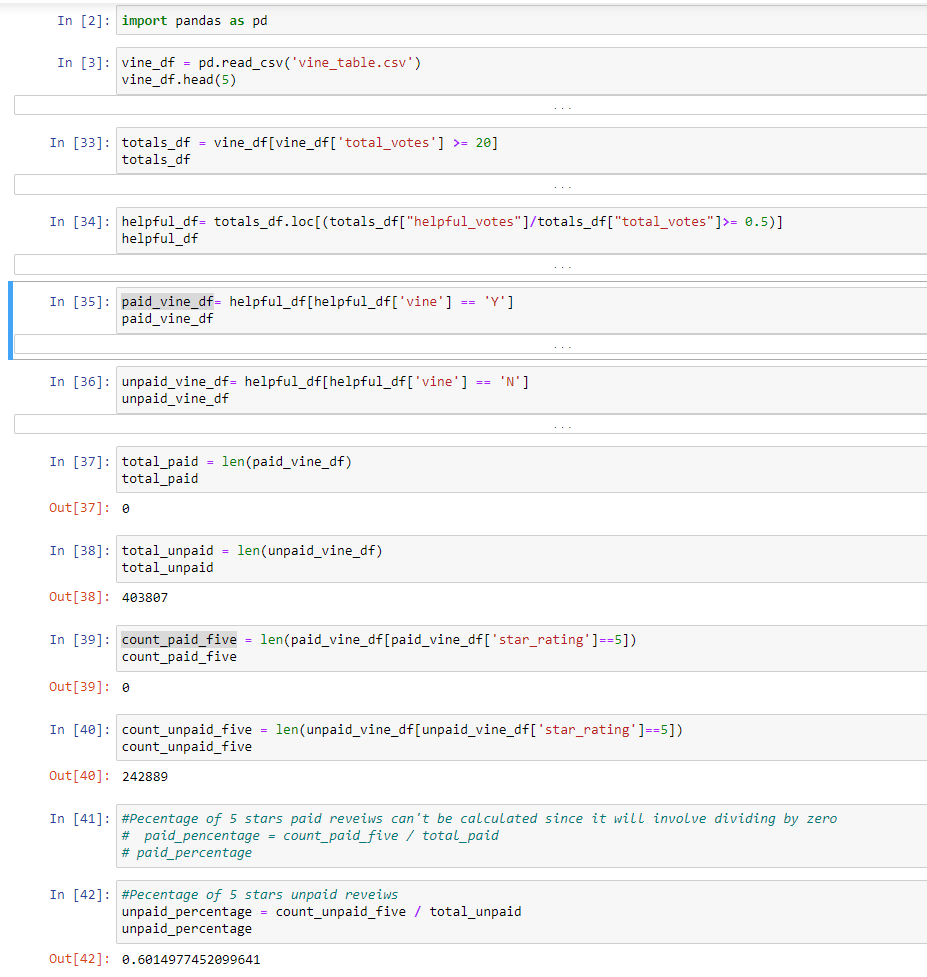 In [2]: import pandas as pd
In [3]: vine_df = pd.read_csv('vine_table.csv')
vine_df.head(5)
...
In [33]: totals_df = vine_df[vine_df['total_votes'] >= 20]
totals_df
...
In [34]: helpful_df= totals_df.loc[(totals_df["helpful_votes"]/totals_df["total_votes"]>= 0.5)]
helpful_df
...
In [35]: paid_vine_df= helpful_df[helpful_df['vine'] == 'Y']
paid_vine_df
...
In [36]: unpaid_vine_df= helpful_df[helpful_df['vine'] == 'N']
unpaid_vine_df
...
In [37]: total_paid = len(paid_vine_df)
total_paid
Out[37]: 0
In [38]: total_unpaid = len(unpaid_vine_df)
total_unpaid
Out[38]: 403807
In [39]: count_paid_five = len(paid_vine_df[paid_vine_df['star_rating']==5])
count_paid_five
Out[39]: 0
In [40]: count_unpaid_five = len(unpaid_vine_df[unpaid_vine_df['star_rating']==5])
count_unpaid_five
Out[40]: 242889
In [41]: #Pecentage of 5 stars paid reveiws can't be calculated since it will involve dividing by zero
#  paid_pencentage = count_paid_five / total_paid
# paid_percentage
In [42]: #Pecentage of 5 stars unpaid reveiws
unpaid_percentage = count_unpaid_five / total_unpaid
unpaid_percentage
Out[42]: 0.6014977452099641